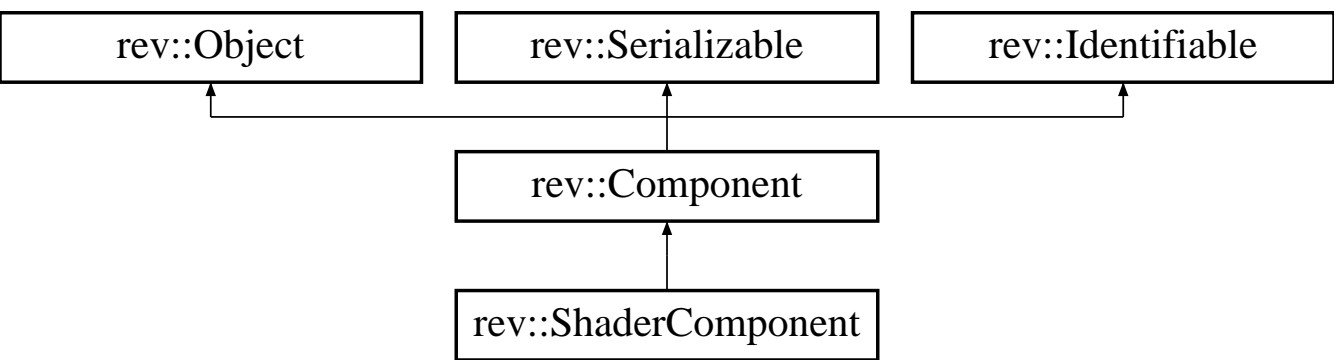 rev::Object
rev::Serializable
rev::Identifiable
rev::Component
rev::ShaderComponent